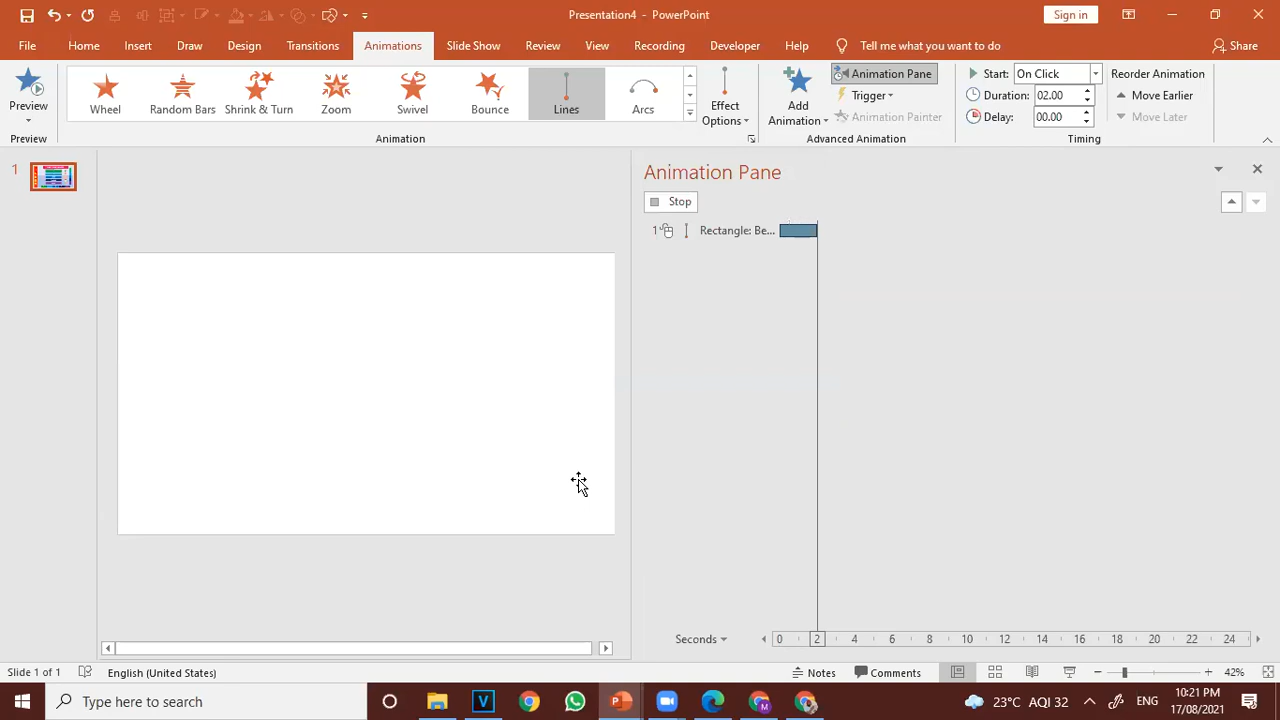 Presentation4 - PowerPoint
Sign in
File Home Insert Draw Design Transitions Animations Slide Show Review View Recording Developer Help Tell me what you want to do Share
Preview
Wheel Random Bars Shrink & Turn Zoom Swivel Bounce Lines Arcs
Effect
Options
Add
Animation
Animation Pane
Trigger
Animation Painter
Start: On Click
Duration: 02.00
Delay: 00.00
Reorder Animation
Move Earlier
Move Later
Preview Animation Advanced Animation Timing
1
Animation Pane
Stop
1 Rectangle: Be...
Seconds 0 2 4 6 8 10 12 14 16 18 20 22 24
Slide 1 of 1 English (United States) Notes Comments 42%
Type here to search
V
M
23°C AQI 32 ENG
10:21 PM
17/08/2021